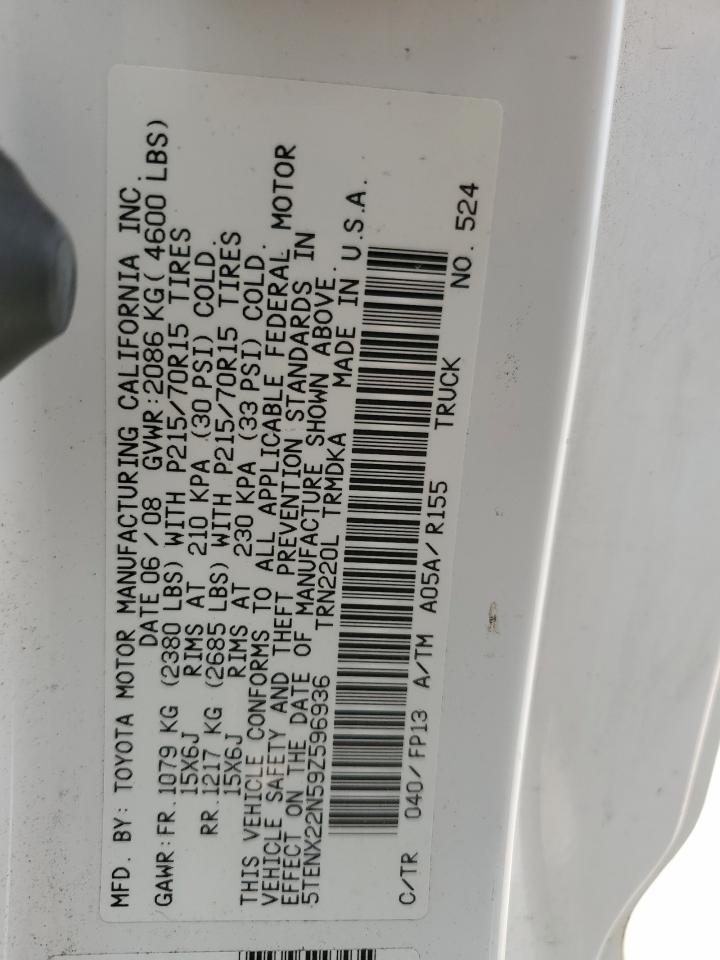 MFD. BY: TOYOTA MOTOR MANUFACTURING CALIFORNIA INC.
DATE 06/08 GVWR:2086 KG( 4600 LBS)
GAWR:FR.1079 KG (2380 LBS) WITH P215/70R15 TIRES
15X6J RIMS AT 210 KPA (30 PSI) COLD.
RR.1217 KG (2685 LBS) WITH P215/70R15 TIRES
15X6J RIMS AT 230 KPA (33 PSI) COLD.
THIS VEHICLE CONFORMS TO ALL APPLICABLE FEDERAL MOTOR
VEHICLE SAFETY AND THEFT PREVENTION STANDARDS IN
EFFECT ON THE DATE OF MANUFACTURE SHOWN ABOVE.
5TENX22N59Z596936 TRN220L TRMDKA MADE IN U.S.A.
C/TR 040/FP13 A/TM A05A/R155 TRUCK NO. 524